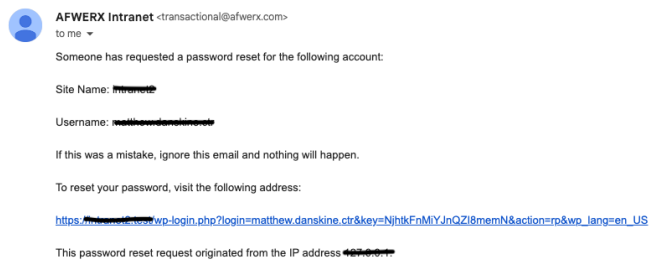 AFWERX Intranet <transactional@afwerx.com>
to me
Someone has requested a password reset for the following account:
Site Name:
Username:
If this was a mistake, ignore this email and nothing will happen.
To reset your password, visit the following address:
https:/ /wp-login.php?login=matthew.danskine.ctr&key=NjhtkFnMiYJnQZI8memN&action=rp&wp_lang=en_US
This password reset request originated from the IP address